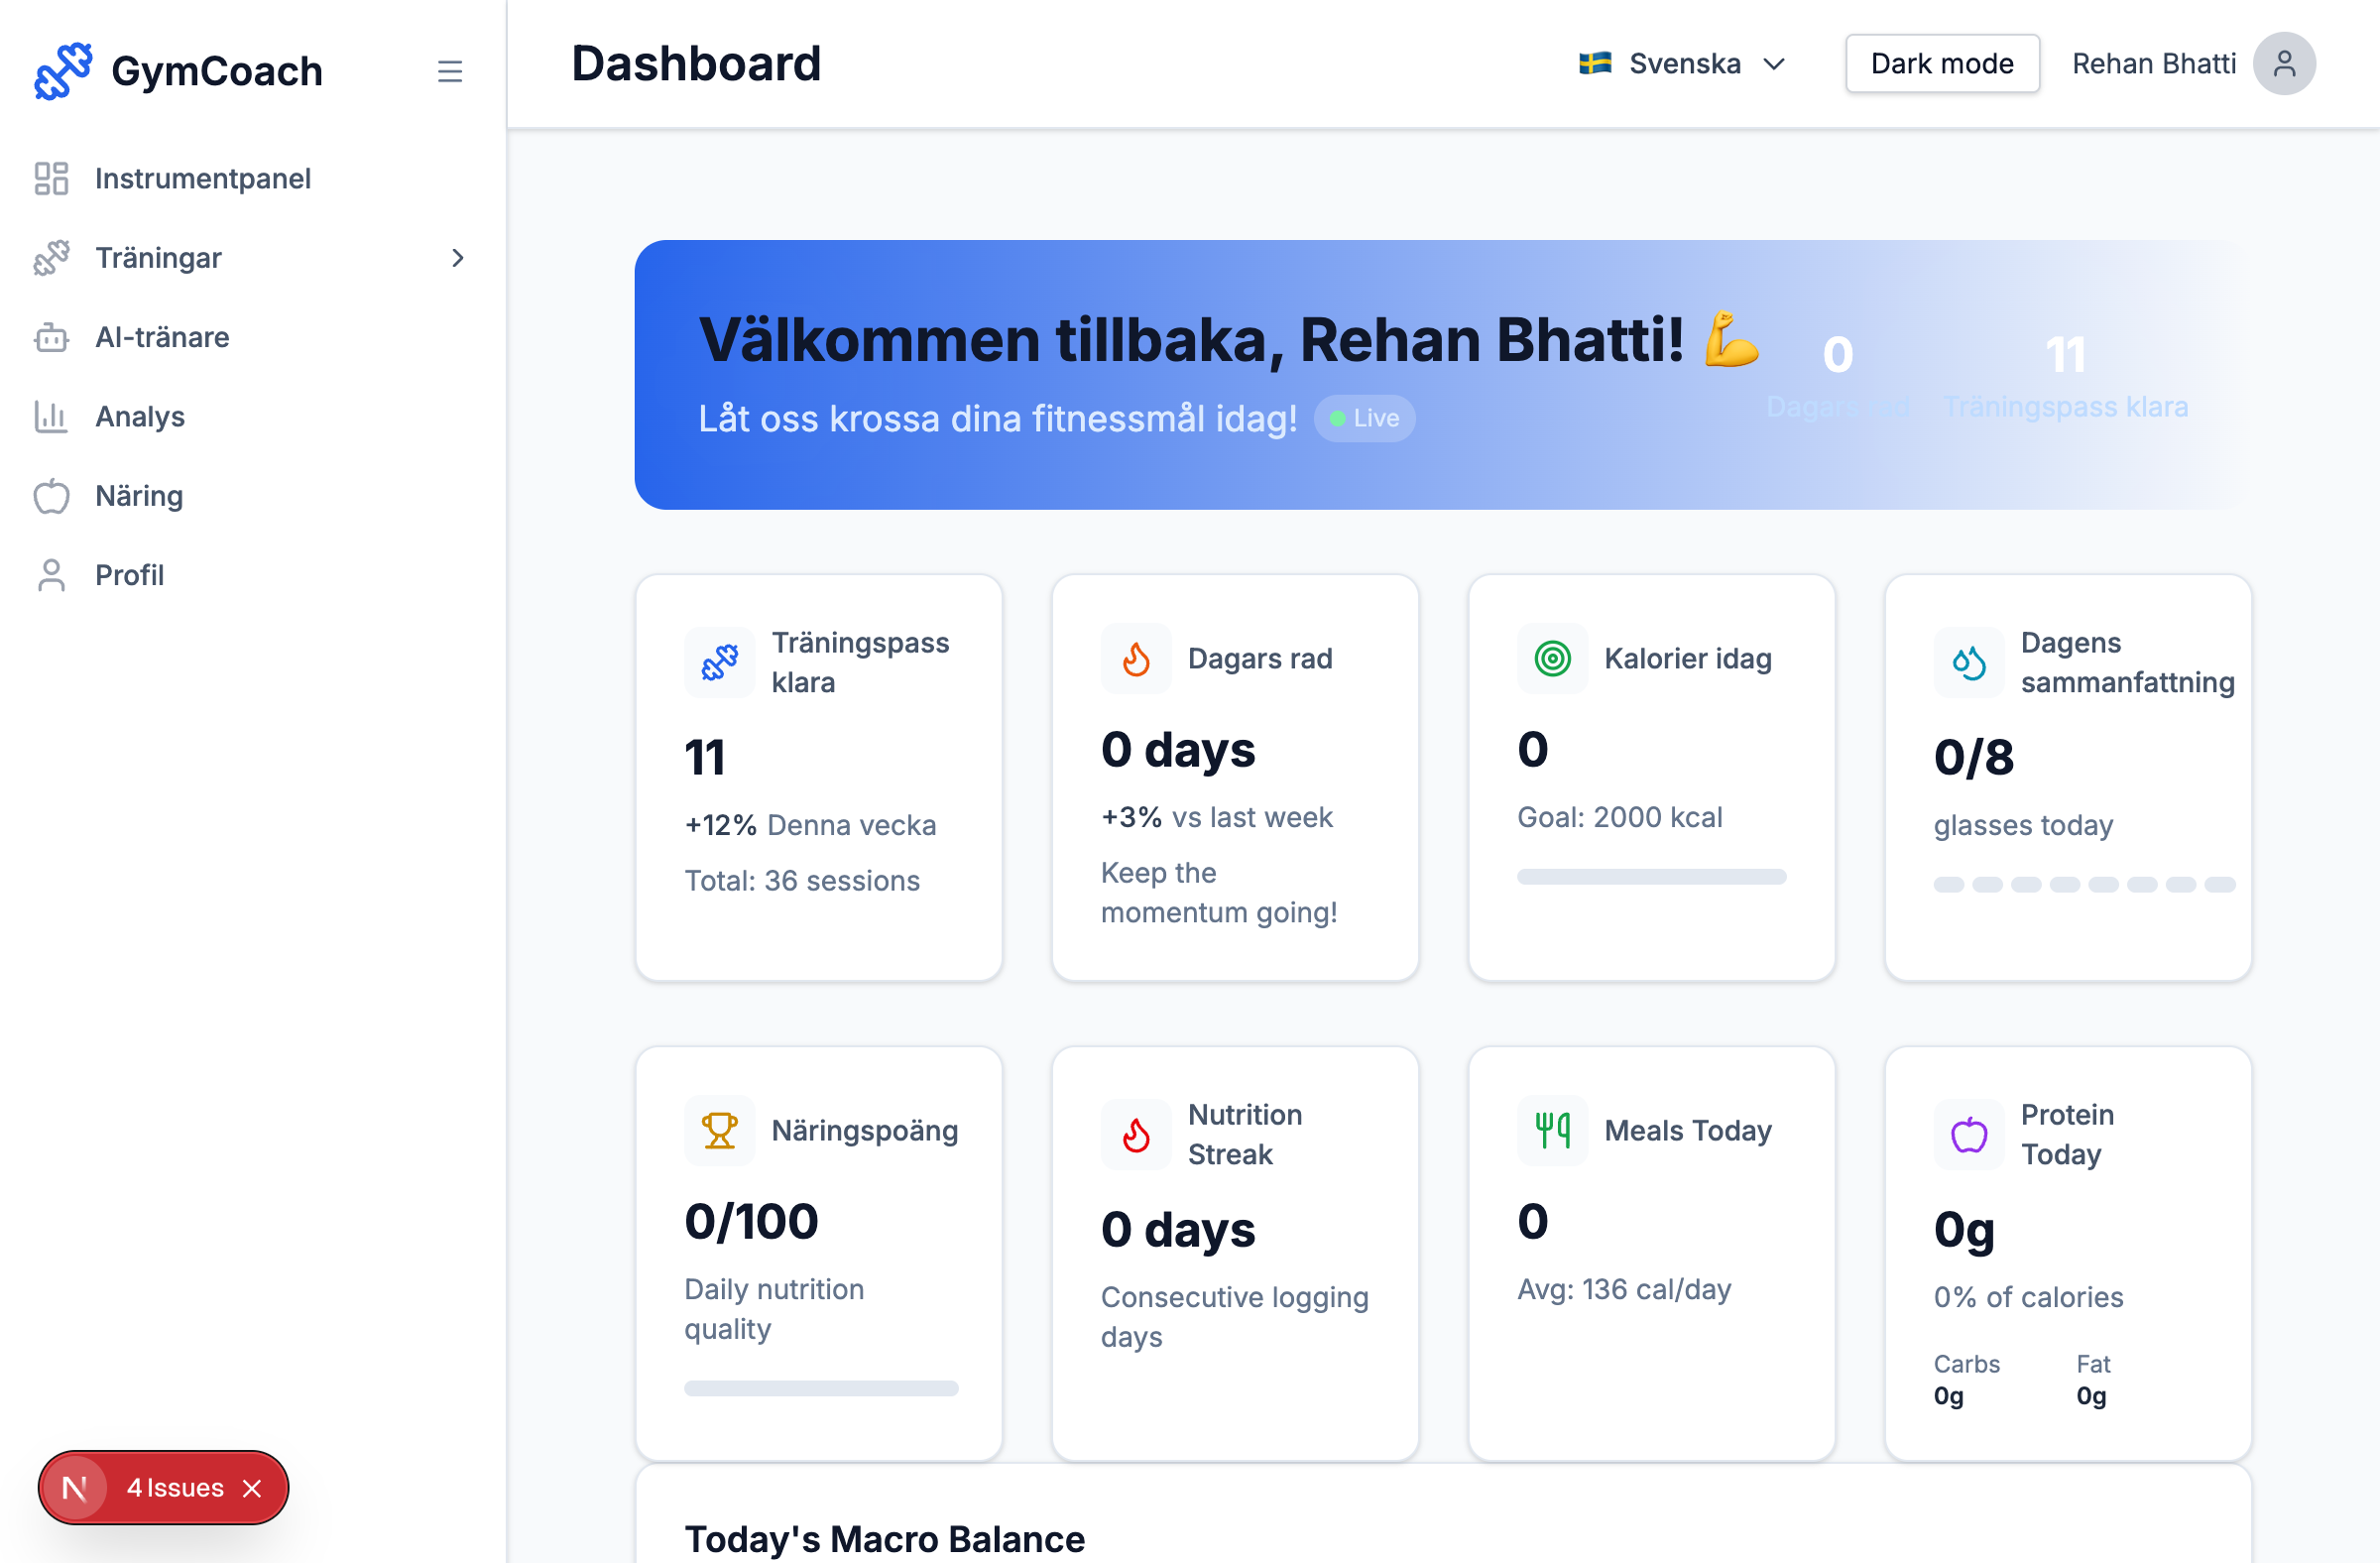 GymCoach
Dashboard
🇸🇪 Svenska
Dark mode
Rehan Bhatti
Instrumentpanel
Träningar
AI-tränare
Analys
Näring
Profil
Välkommen tillbaka, Rehan Bhatti! 💪
Låt oss krossa dina fitnessmål idag!
Live
0
Dagars rad
11
Träningspass klara
Träningspass
klara
11
+12% Denna vecka
Total: 36 sessions
Dagars rad
0 days
+3% vs last week
Keep the
momentum going!
Kalorier idag
0
Goal: 2000 kcal
Dagens
sammanfattning
0/8
glasses today
Näringspoäng
0/100
Daily nutrition
quality
Nutrition
Streak
0 days
Consecutive logging
days
Meals Today
0
Avg: 136 cal/day
Protein
Today
0g
0% of calories
Carbs
0g
Fat
0g
Today's Macro Balance
N
4 Issues